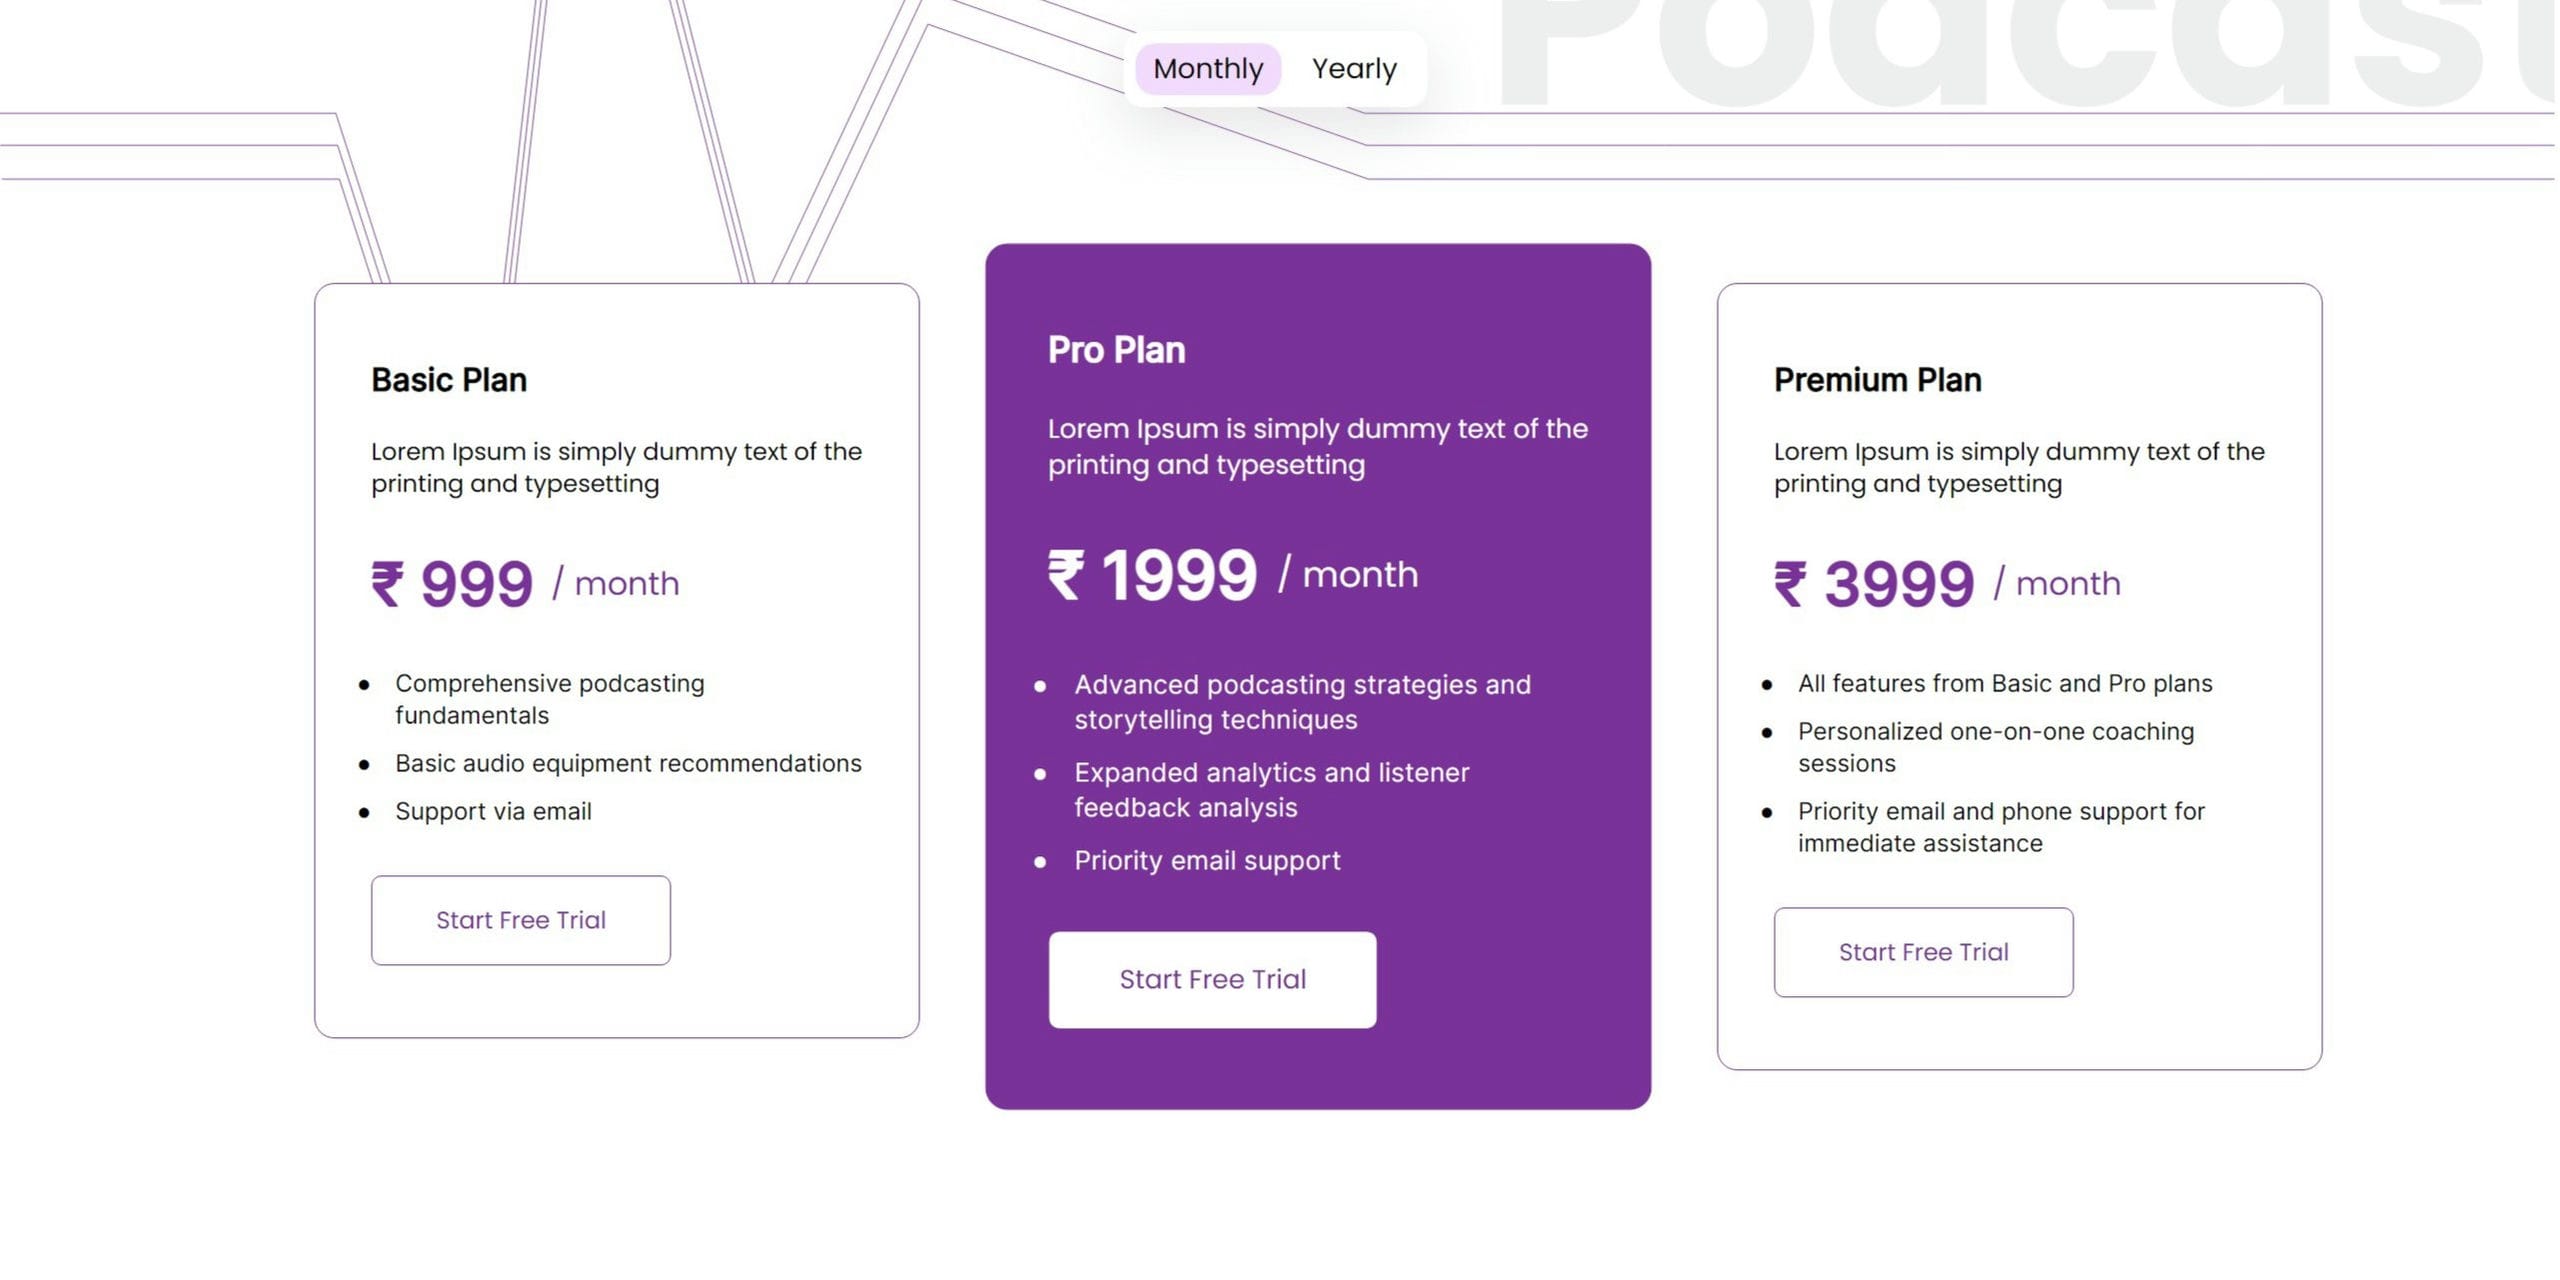 Podcast
Monthly Yearly
Basic Plan
Lorem Ipsum is simply dummy text of the
printing and typesetting
₹ 999 / month
● Comprehensive podcasting
fundamentals
● Basic audio equipment recommendations
● Support via email
Start Free Trial
Pro Plan
Lorem Ipsum is simply dummy text of the
printing and typesetting
₹ 1999 / month
● Advanced podcasting strategies and
storytelling techniques
● Expanded analytics and listener
feedback analysis
● Priority email support
Start Free Trial
Premium Plan
Lorem Ipsum is simply dummy text of the
printing and typesetting
₹ 3999 / month
● All features from Basic and Pro plans
● Personalized one-on-one coaching
sessions
● Priority email and phone support for
immediate assistance
Start Free Trial